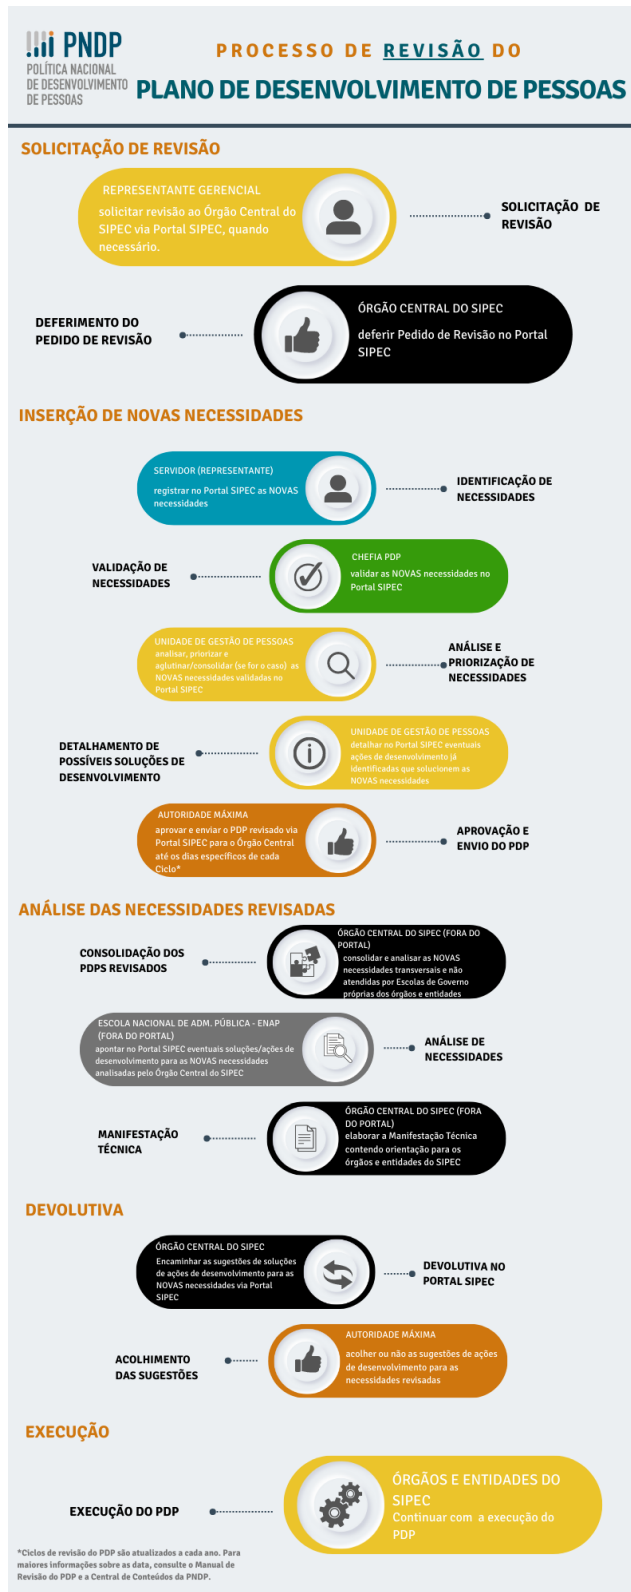 PNDP
POLÍTICA NACIONAL
DE DESENVOLVIMENTO
DE PESSOAS
PROCESSO DE REVISÃO DO
PLANO DE DESENVOLVIMENTO DE PESSOAS
SOLICITAÇÃO DE REVISÃO
REPRESENTANTE GERENCIAL
solicitar revisão ao Órgão Central do
SIPEC via Portal SIPEC, quando
necessário.
SOLICITAÇÃO DE
REVISÃO
DEFERIMENTO DO
PEDIDO DE REVISÃO
ÓRGÃO CENTRAL DO SIPEC
deferir Pedido de Revisão no Portal
SIPEC
INSERÇÃO DE NOVAS NECESSIDADES
SERVIDOR (REPRESENTANTE)
registrar no Portal SIPEC as NOVAS
necessidades
IDENTIFICAÇÃO DE
NECESSIDADES
VALIDAÇÃO DE
NECESSIDADES
CHEFIA PDP
validar as NOVAS necessidades no
Portal SIPEC
UNIDADE DE GESTÃO DE PESSOAS
analisar, priorizar e
aglutinar/consolidar (se for o caso) as
NOVAS necessidades validadas no
Portal SIPEC
ANÁLISE E
PRIORIZAÇÃO DE
NECESSIDADES
DETALHAMENTO DE
POSSÍVEIS SOLUÇÕES DE
DESENVOLVIMENTO
UNIDADE DE GESTÃO DE PESSOAS
detalhar no Portal SIPEC eventuais
ações de desenvolvimento já
identificadas que solucionem as
NOVAS necessidades
AUTORIDADE MÁXIMA
aprovar e enviar o PDP revisado via
Portal SIPEC para o Órgão Central
até os dias específicos de cada
Ciclo*
APROVAÇÃO E
ENVIO DO PDP
ANÁLISE DAS NECESSIDADES REVISADAS
CONSOLIDAÇÃO DOS
PDPS REVISADOS
ÓRGÃO CENTRAL DO SIPEC (FORA DO
PORTAL)
consolidar e analisar as NOVAS
necessidades transversais e não
atendidas por Escolas de Governo
próprias dos órgãos e entidades
ESCOLA NACIONAL DE ADM. PÚBLICA - ENAP
(FORA DO PORTAL)
apontar no Portal SIPEC eventuais soluções/ações de
desenvolvimento para as NOVAS necessidades
analisadas pelo Órgão Central do SIPEC
ANÁLISE DE
NECESSIDADES
MANIFESTAÇÃO
TÉCNICA
ÓRGÃO CENTRAL DO SIPEC (FORA
DO PORTAL)
elaborar a Manifestação Técnica
contendo orientação para os
órgãos e entidades do SIPEC
DEVOLUTIVA
ÓRGÃO CENTRAL DO SIPEC
Encaminhar as sugestões de soluções
de ações de desenvolvimento para as
NOVAS necessidades via Portal
SIPEC
DEVOLUTIVA NO
PORTAL SIPEC
ACOLHIMENTO
DAS SUGESTÕES
AUTORIDADE MÁXIMA
acolher ou não as sugestões de ações
de desenvolvimento para as
necessidades revisadas
EXECUÇÃO
EXECUÇÃO DO PDP
ÓRGÃOS E ENTIDADES DO
SIPEC
Continuar com a execução do
PDP
*Ciclos de revisão do PDP são atualizados a cada ano. Para
maiores informações sobre as data, consulte o Manual de
Revisão do PDP e a Central de Conteúdos da PNDP.